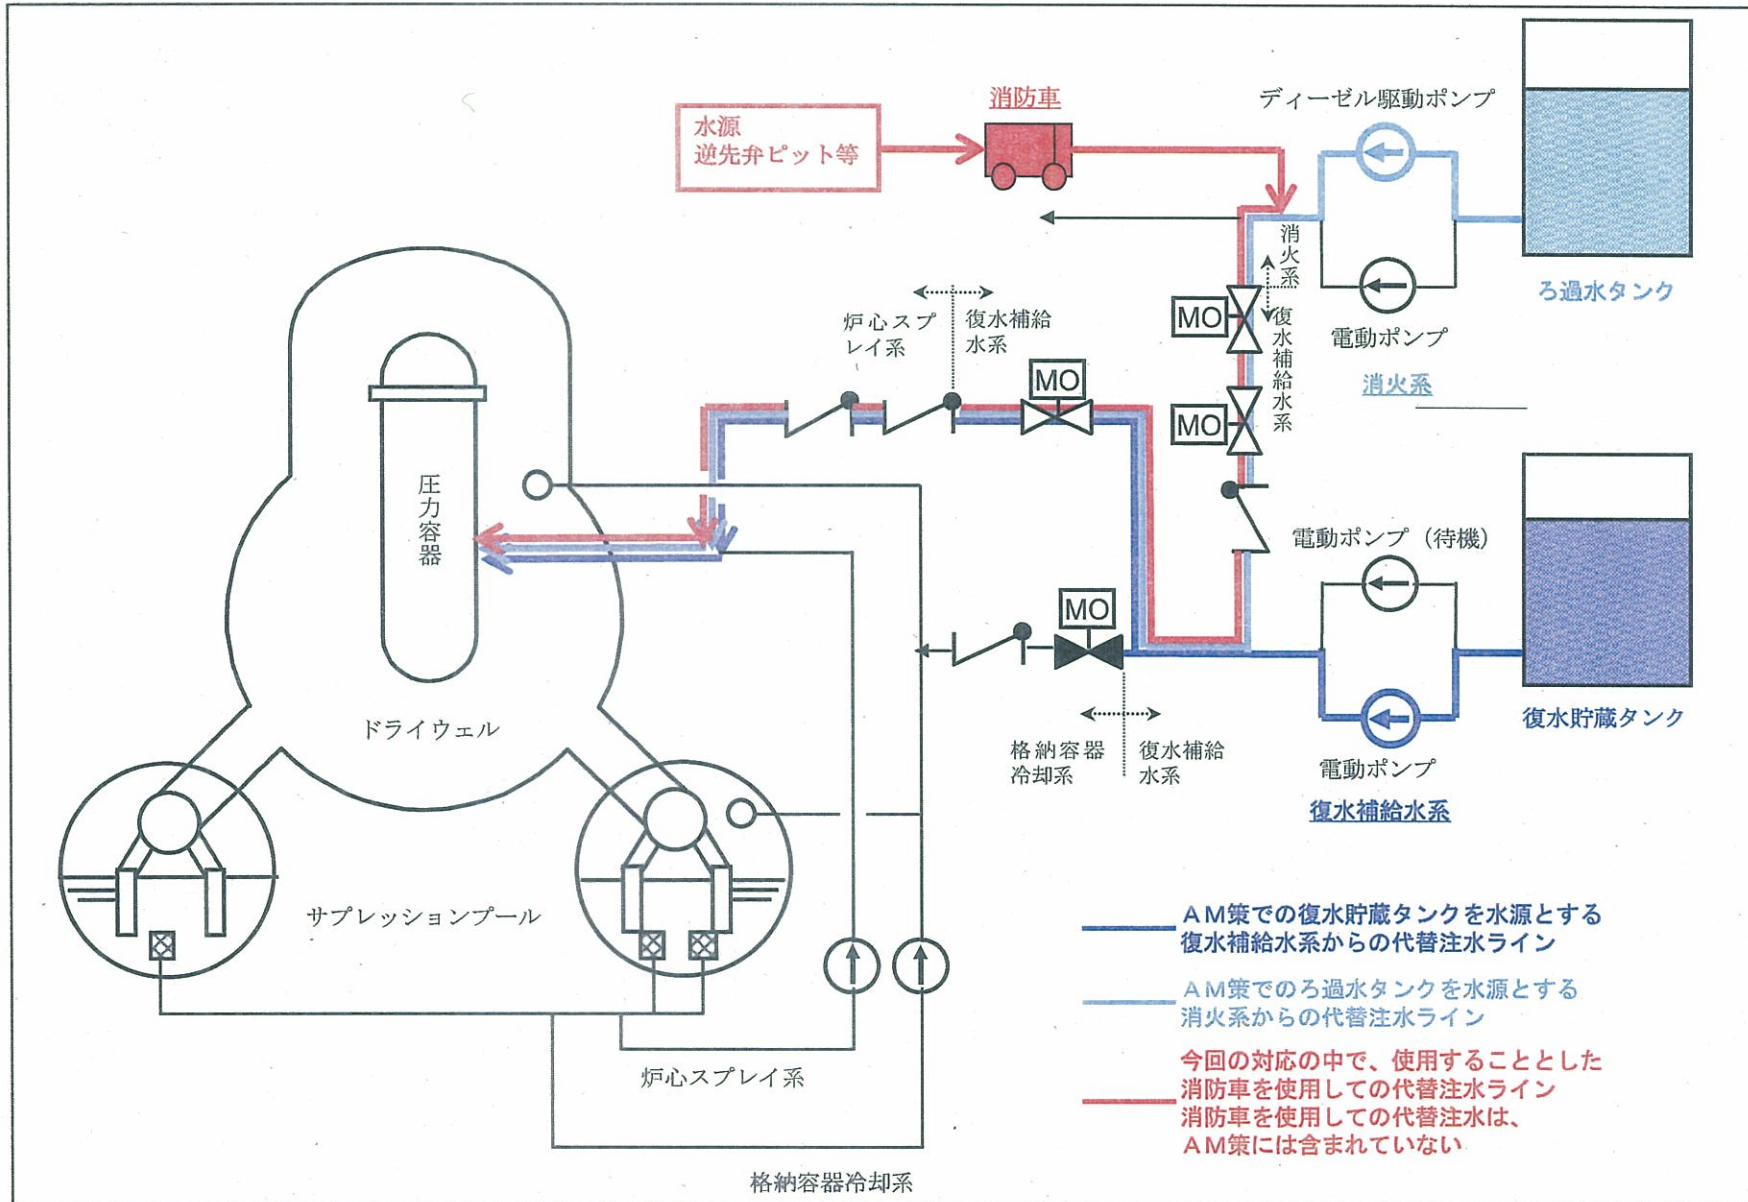 消防車
水源
逆先弁ピット等
ディーゼル駆動ポンプ
消火系
復水補給水系
ろ過水タンク
電動ポンプ
消火系
MO
MO
MO
炉心スプ
レイ系
復水補給
水系
圧力容器
電動ポンプ（待機）
MO
復水貯蔵タンク
電動ポンプ
復水補給水系
格納容器
冷却系
復水補給
水系
ドライウェル
サプレッションプール
炉心スプレイ系
格納容器冷却系
ＡＭ策での復水貯蔵タンクを水源とする
復水補給水系からの代替注水ライン
ＡＭ策でのろ過水タンクを水源とする
消火系からの代替注水ライン
今回の対応の中で、使用することとした
消防車を使用しての代替注水ライン
消防車を使用しての代替注水は、
ＡＭ策には含まれていない